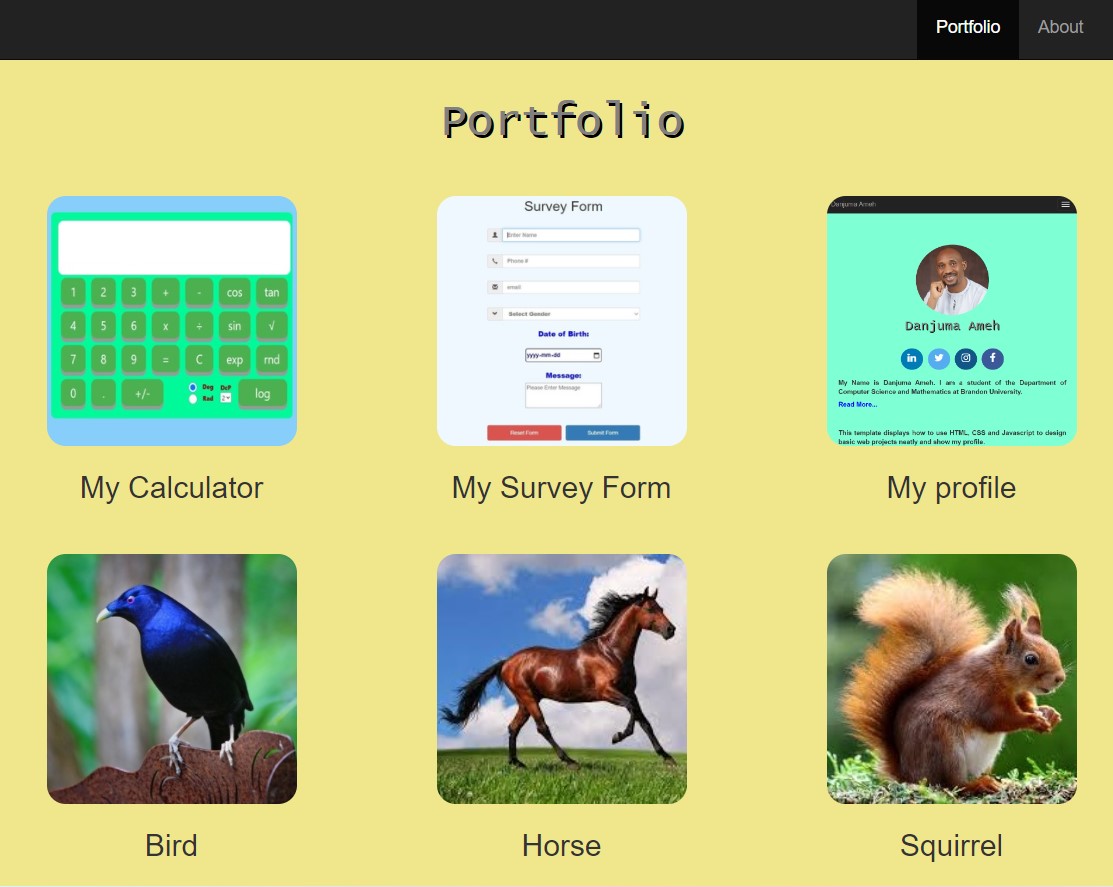 Portfolio About
Portfolio
1 2 3 + - cos tan
4 5 6 x ÷ sin √
7 8 9 = C exp rnd
0 . +/- Deg Rad DcP 2 log
My Calculator
Survey Form
Enter Name
Phone #
email
Select Gender
Date of Birth:
yyyy-mm-dd
Message:
Please Enter Message
Reset Form Submit Form
My Survey Form
Danjuma Ameh
Danjuma Ameh
in f
My Name is Danjuma Ameh. I am a student of the Department of
Computer Science and Mathematics at Brandon University.
Read More...
This template displays how to use HTML, CSS and Javascript to design
basic web projects neatly and show my profile.
My profile
Bird
Horse
Squirrel